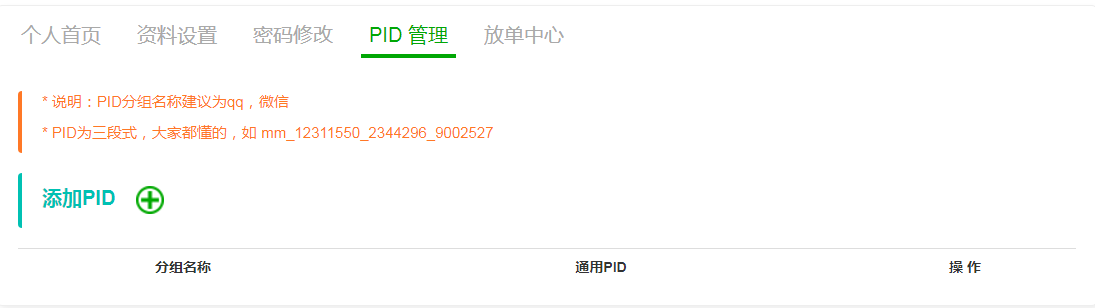 个人首页 资料设置 密码修改 PID 管理 放单中心
* 说明：PID分组名称建议为qq，微信
* PID为三段式，大家都懂的，如 mm_12311550_2344296_9002527
添加PID
分组名称 通用PID 操 作